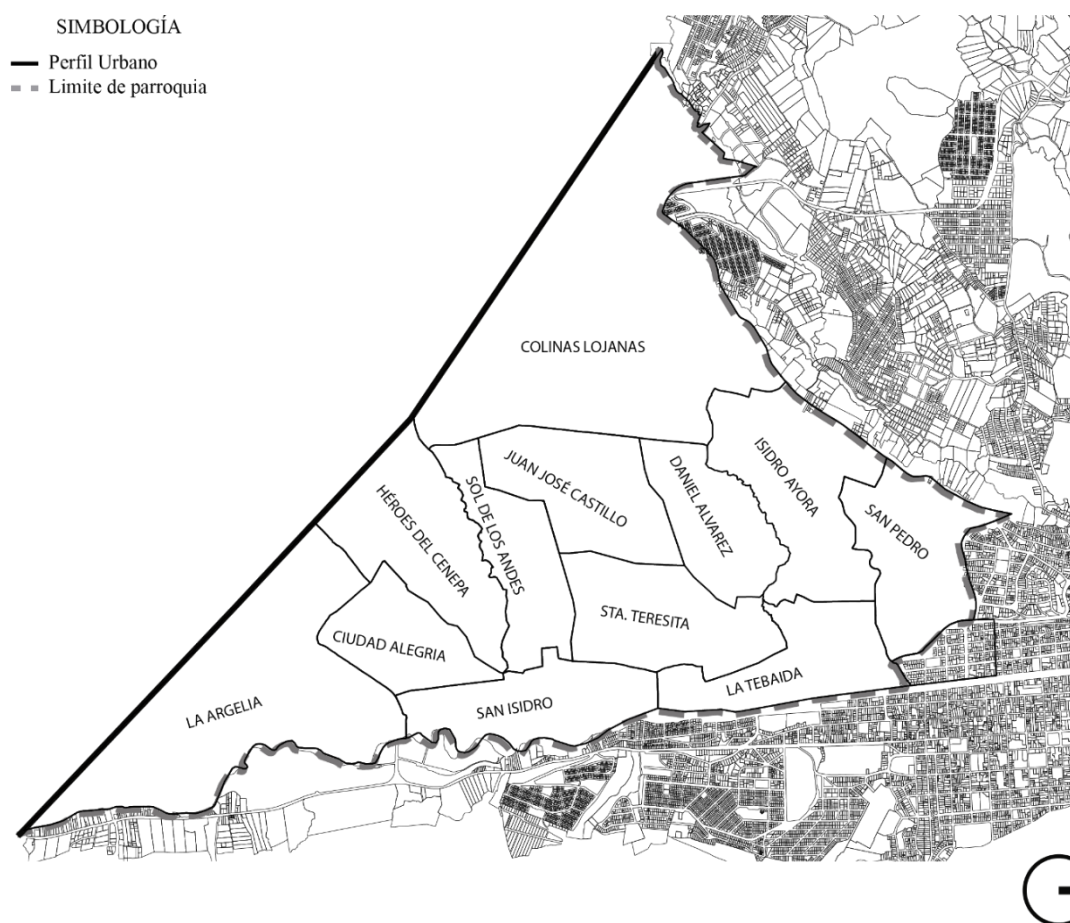 SIMBOLOGÍA
Perfil Urbano
Limite de parroquia
COLINAS LOJANAS
ISIDRO AYORA
JUAN JOSÉ CASTILLO
DANIEL ALVAREZ
SOL DE LOS ANDES
HÉROES DEL CENEPA
SAN PEDRO
STA. TERESITA
CIUDAD ALEGRIA
LA TEBAIDA
LA ARGELIA
SAN ISIDRO